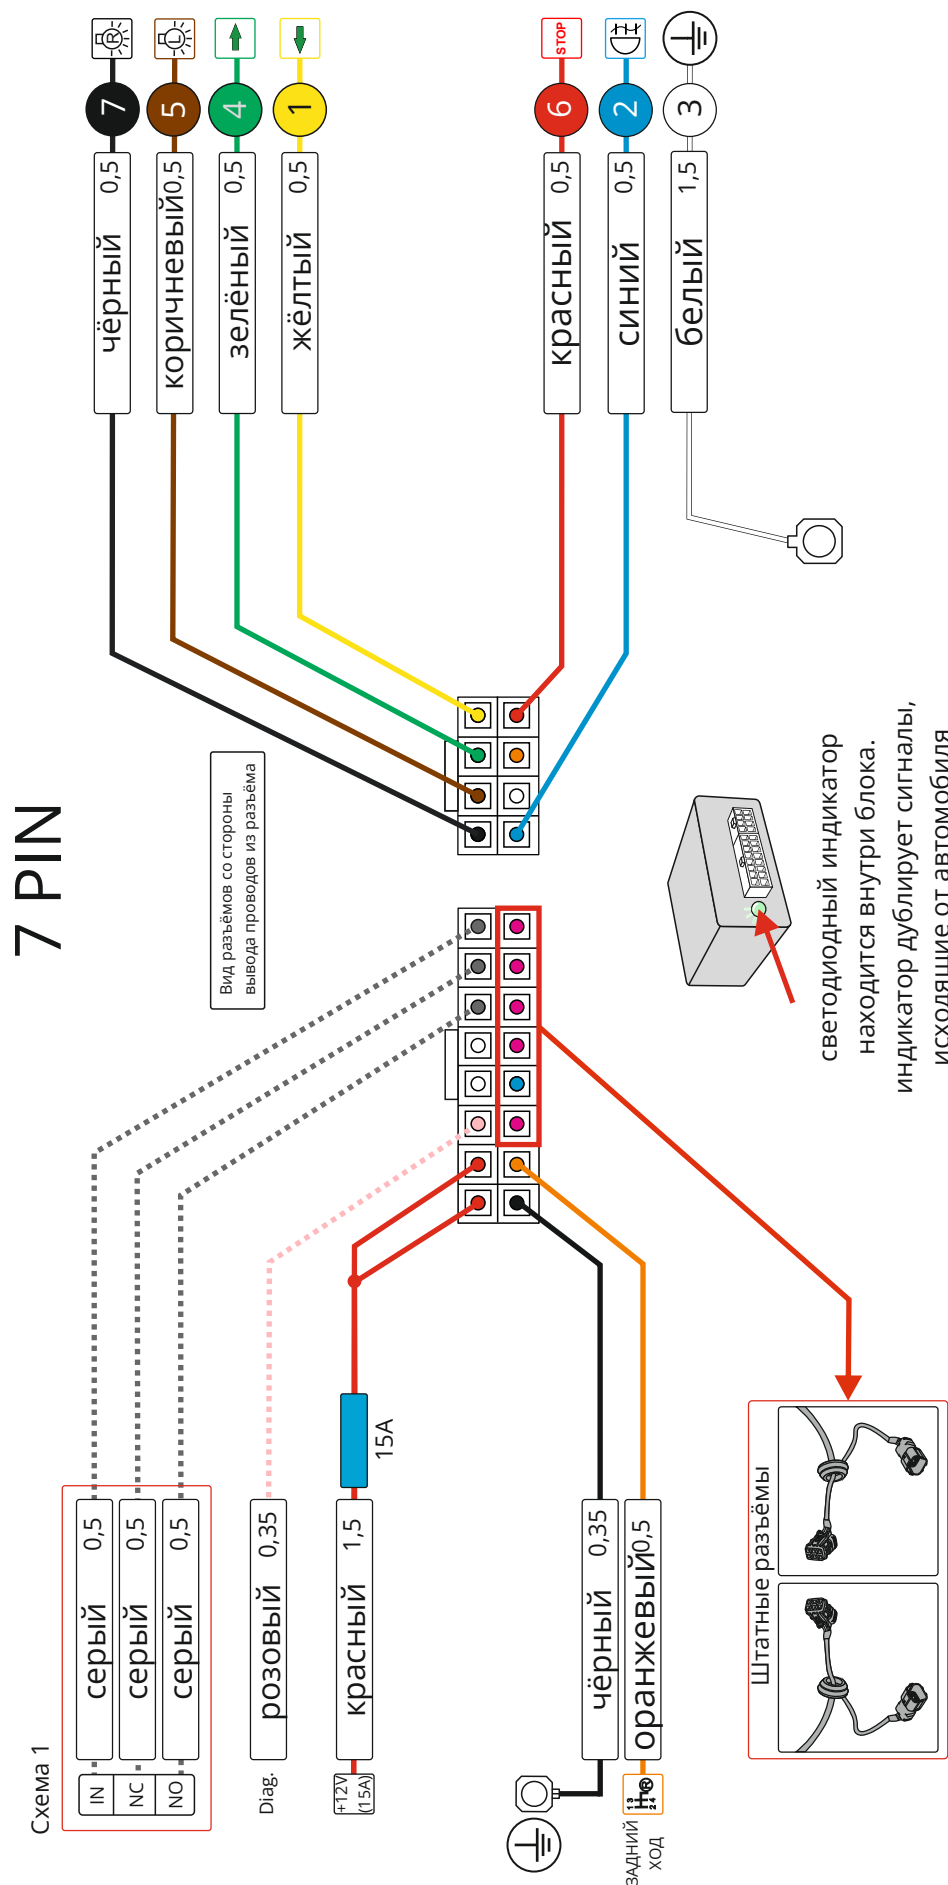 7 PIN
Схема 1
IN
серый 0,5
NC
серый 0,5
NO
серый 0,5
Diag.
розовый 0,35
+12V
(15A)
красный 1,5
15A
чёрный 0,35
ЗАДНИЙ
ХОД
1 3
2 4
R
оранжевый 0,5
Штатные разъёмы
Вид разъёмов со стороны
вывода проводов из разъёма
чёрный 0,5
7
R
коричневый 0,5
5
L
зелёный 0,5
4
жёлтый 0,5
1
красный 0,5
6
STOP
синий 0,5
2
белый 1,5
3
светодиодный индикатор
находится внутри блока.
индикатор дублирует сигналы,
исходящие от автомобиля